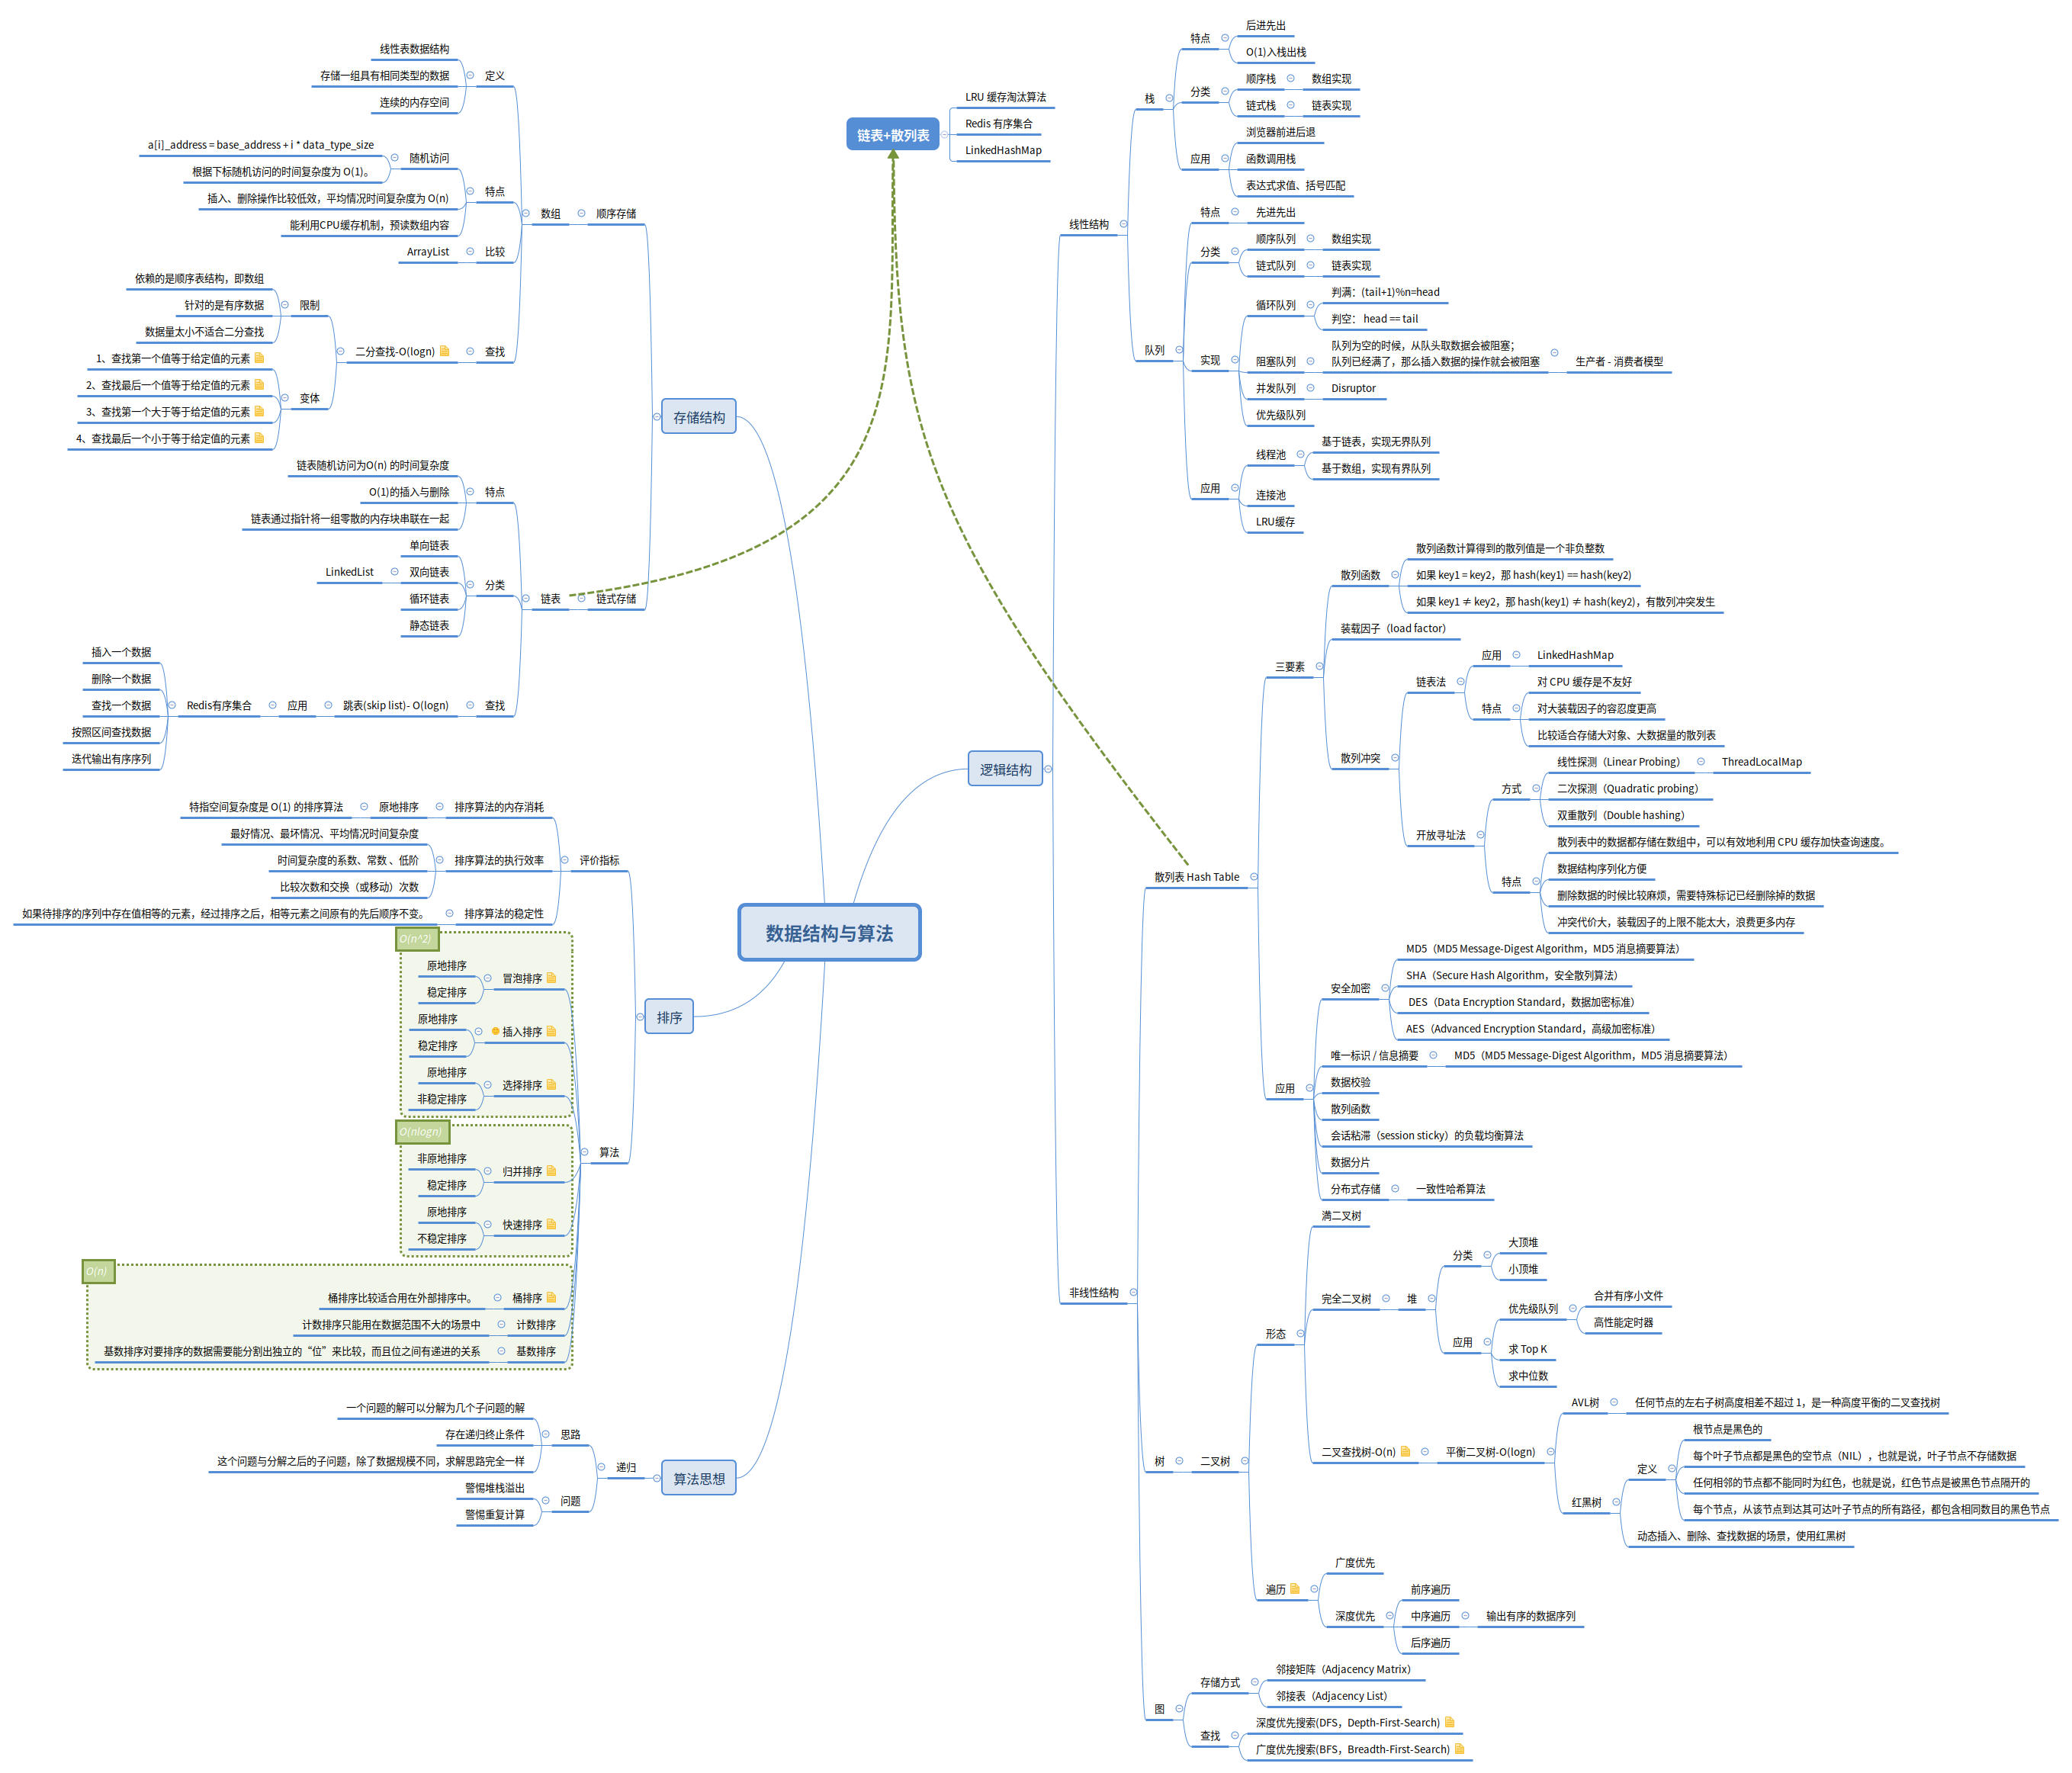 数据结构与算法
链表+散列表
LRU 缓存淘汰算法
Redis 有序集合
LinkedHashMap
存储结构
顺序存储
数组
定义
线性表数据结构
存储一组具有相同类型的数据
连续的内存空间
特点
随机访问
a[i]_address = base_address + i * data_type_size
根据下标随机访问的时间复杂度为 O(1)。
插入、删除操作比较低效，平均情况时间复杂度为 O(n)
能利用CPU缓存机制，预读数组内容
比较
ArrayList
查找
二分查找-O(logn)
限制
依赖的是顺序表结构，即数组
针对的是有序数据
数据量太小不适合二分查找
变体
1、查找第一个值等于给定值的元素
2、查找最后一个值等于给定值的元素
3、查找第一个大于等于给定值的元素
4、查找最后一个小于等于给定值的元素
链式存储
链表
特点
链表随机访问为O(n) 的时间复杂度
O(1)的插入与删除
链表通过指针将一组零散的内存块串联在一起
分类
单向链表
双向链表
LinkedList
循环链表
静态链表
查找
跳表(skip list)- O(logn)
应用
Redis有序集合
插入一个数据
删除一个数据
查找一个数据
按照区间查找数据
迭代输出有序序列
排序
评价指标
排序算法的内存消耗
原地排序
特指空间复杂度是 O(1) 的排序算法
排序算法的执行效率
最好情况、最坏情况、平均情况时间复杂度
时间复杂度的系数、常数 、低阶
比较次数和交换（或移动）次数
排序算法的稳定性
如果待排序的序列中存在值相等的元素，经过排序之后，相等元素之间原有的先后顺序不变。
算法
O(n^2)
冒泡排序
原地排序
稳定排序
插入排序
原地排序
稳定排序
选择排序
原地排序
非稳定排序
O(nlogn)
归并排序
非原地排序
稳定排序
快速排序
原地排序
不稳定排序
O(n)
桶排序
桶排序比较适合用在外部排序中。
计数排序
计数排序只能用在数据范围不大的场景中
基数排序
基数排序对要排序的数据需要能分割出独立的“位”来比较，而且位之间有递进的关系
算法思想
递归
思路
一个问题的解可以分解为几个子问题的解
存在递归终止条件
这个问题与分解之后的子问题，除了数据规模不同，求解思路完全一样
问题
警惕堆栈溢出
警惕重复计算
逻辑结构
线性结构
栈
特点
后进先出
O(1)入栈出栈
分类
顺序栈
数组实现
链式栈
链表实现
应用
浏览器前进后退
函数调用栈
表达式求值、括号匹配
队列
特点
先进先出
分类
顺序队列
数组实现
链式队列
链表实现
实现
循环队列
判满：(tail+1)%n=head
判空： head == tail
阻塞队列
队列为空的时候，从队头取数据会被阻塞；
队列已经满了，那么插入数据的操作就会被阻塞
生产者 - 消费者模型
并发队列
Disruptor
优先级队列
应用
线程池
基于链表，实现无界队列
基于数组，实现有界队列
连接池
LRU缓存
非线性结构
散列表 Hash Table
三要素
散列函数
散列函数计算得到的散列值是一个非负整数
如果 key1 = key2，那 hash(key1) == hash(key2)
如果 key1 ≠ key2，那 hash(key1) ≠ hash(key2)，有散列冲突发生
装载因子（load factor）
散列冲突
链表法
应用
LinkedHashMap
特点
对 CPU 缓存是不友好
对大装载因子的容忍度更高
比较适合存储大对象、大数据量的散列表
开放寻址法
方式
线性探测（Linear Probing）
ThreadLocalMap
二次探测（Quadratic probing）
双重散列（Double hashing）
特点
散列表中的数据都存储在数组中，可以有效地利用 CPU 缓存加快查询速度。
数据结构序列化方便
删除数据的时候比较麻烦，需要特殊标记已经删除掉的数据
冲突代价大，装载因子的上限不能太大，浪费更多内存
应用
安全加密
MD5（MD5 Message-Digest Algorithm，MD5 消息摘要算法）
SHA（Secure Hash Algorithm，安全散列算法）
DES（Data Encryption Standard，数据加密标准）
AES（Advanced Encryption Standard，高级加密标准）
唯一标识 / 信息摘要
MD5（MD5 Message-Digest Algorithm，MD5 消息摘要算法）
数据校验
散列函数
会话粘滞（session sticky）的负载均衡算法
数据分片
分布式存储
一致性哈希算法
树
二叉树
形态
满二叉树
完全二叉树
堆
分类
大顶堆
小顶堆
应用
优先级队列
合并有序小文件
高性能定时器
求 Top K
求中位数
二叉查找树-O(n)
平衡二叉树-O(logn)
AVL树
任何节点的左右子树高度相差不超过 1，是一种高度平衡的二叉查找树
红黑树
定义
根节点是黑色的
每个叶子节点都是黑色的空节点（NIL），也就是说，叶子节点不存储数据
任何相邻的节点都不能同时为红色，也就是说，红色节点是被黑色节点隔开的
每个节点，从该节点到达其可达叶子节点的所有路径，都包含相同数目的黑色节点
动态插入、删除、查找数据的场景，使用红黑树
遍历
广度优先
深度优先
前序遍历
中序遍历
输出有序的数据序列
后序遍历
图
存储方式
邻接矩阵（Adjacency Matrix）
邻接表（Adjacency List）
查找
深度优先搜索(DFS，Depth-First-Search)
广度优先搜索(BFS，Breadth-First-Search)